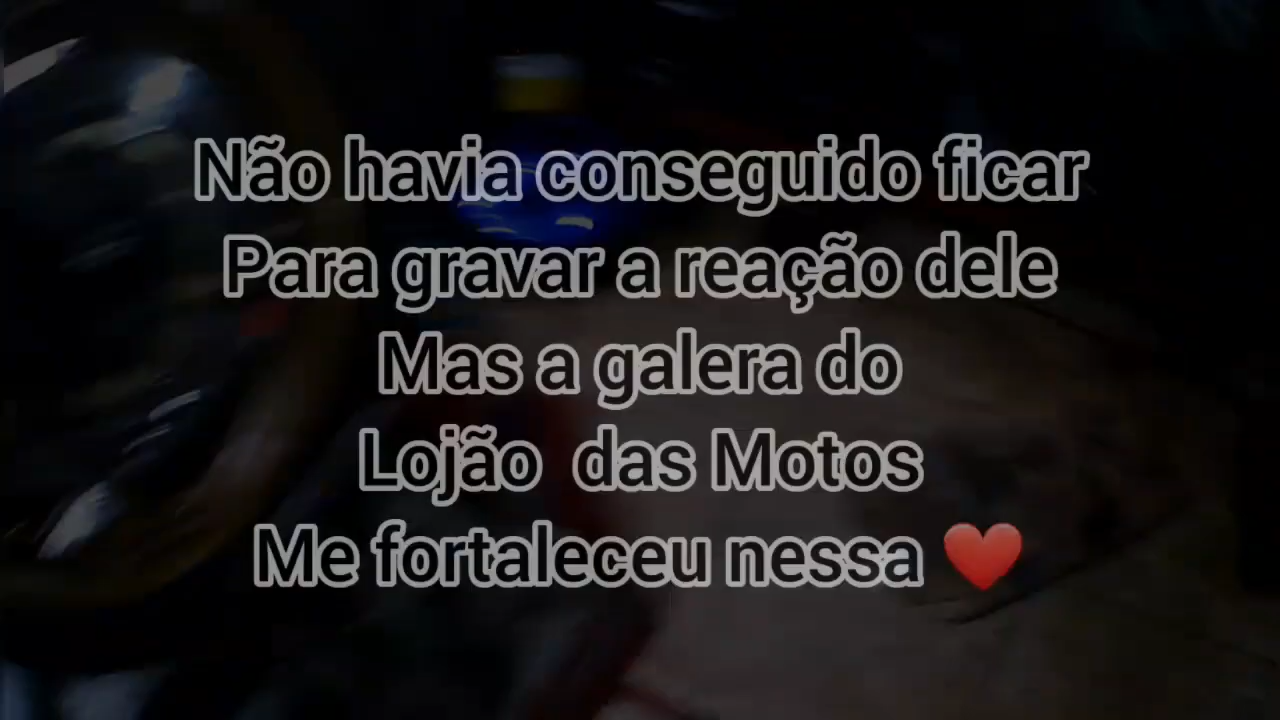 Não havia conseguido ficar
Para gravar a reação dele
Mas a galera do
Lojão das Motos
Me fortaleceu nessa ❤️